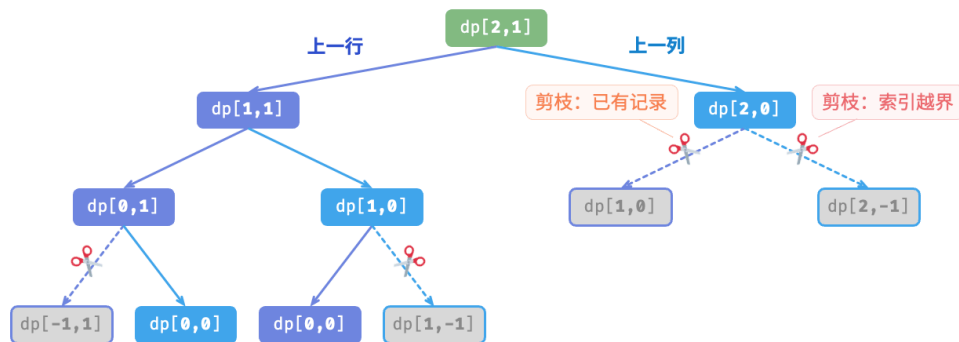 dp[2,1]
上一行
上一列
dp[1,1]
剪枝：已有记录
dp[2,0]
剪枝：索引越界
dp[0,1]
dp[1,0]
dp[1,0]
dp[2,-1]
dp[-1,1]
dp[0,0]
dp[0,0]
dp[1,-1]